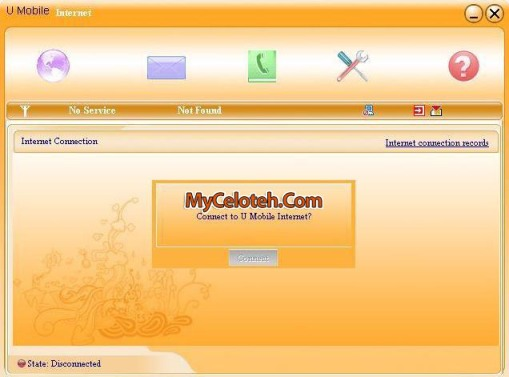 U Mobile Internet
No Service Not Found
Internet Connection
Internet connection records
MyCeloteh.Com
Connect to U Mobile Internet?
Connect
State: Disconnected